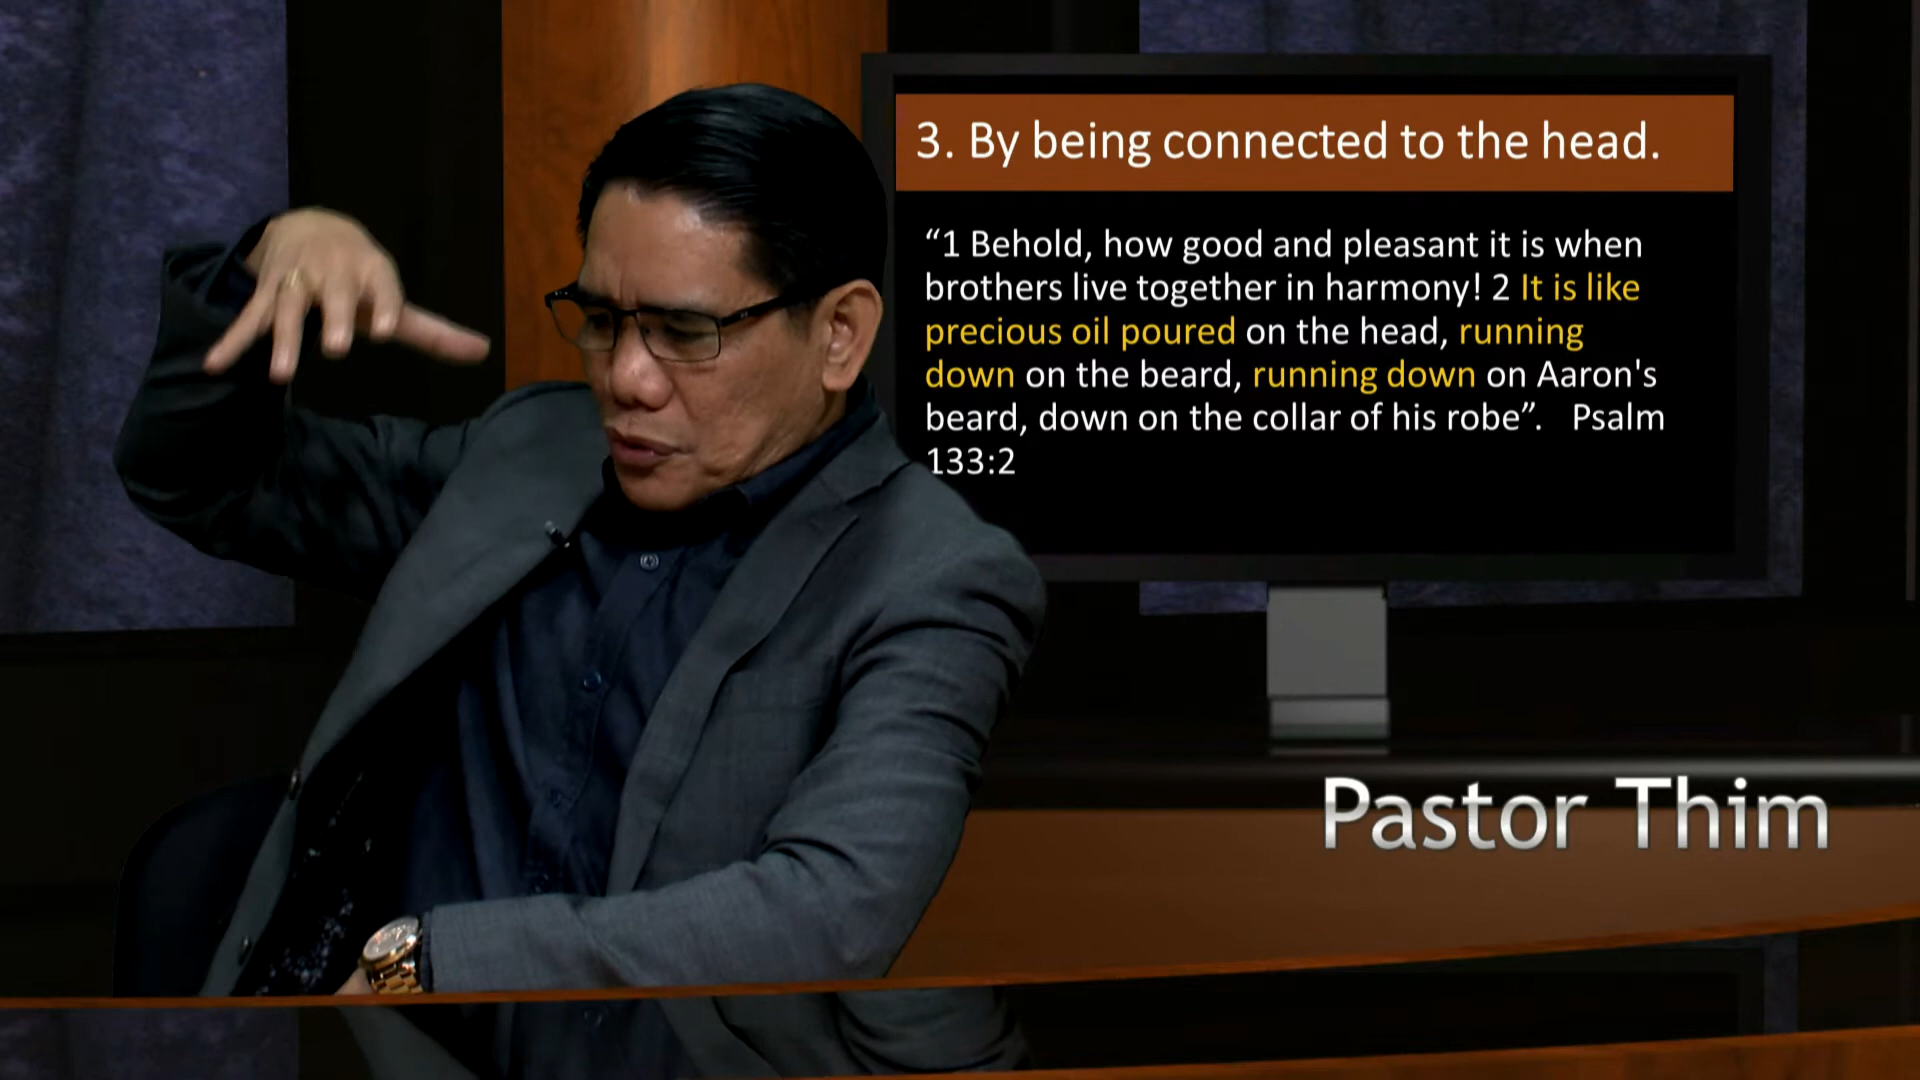 3. By being connected to the head.
“1 Behold, how good and pleasant it is when
brothers live together in harmony! 2 It is like
precious oil poured on the head, running
down on the beard, running down on Aaron's
beard, down on the collar of his robe”.   Psalm
133:2
Pastor Thim